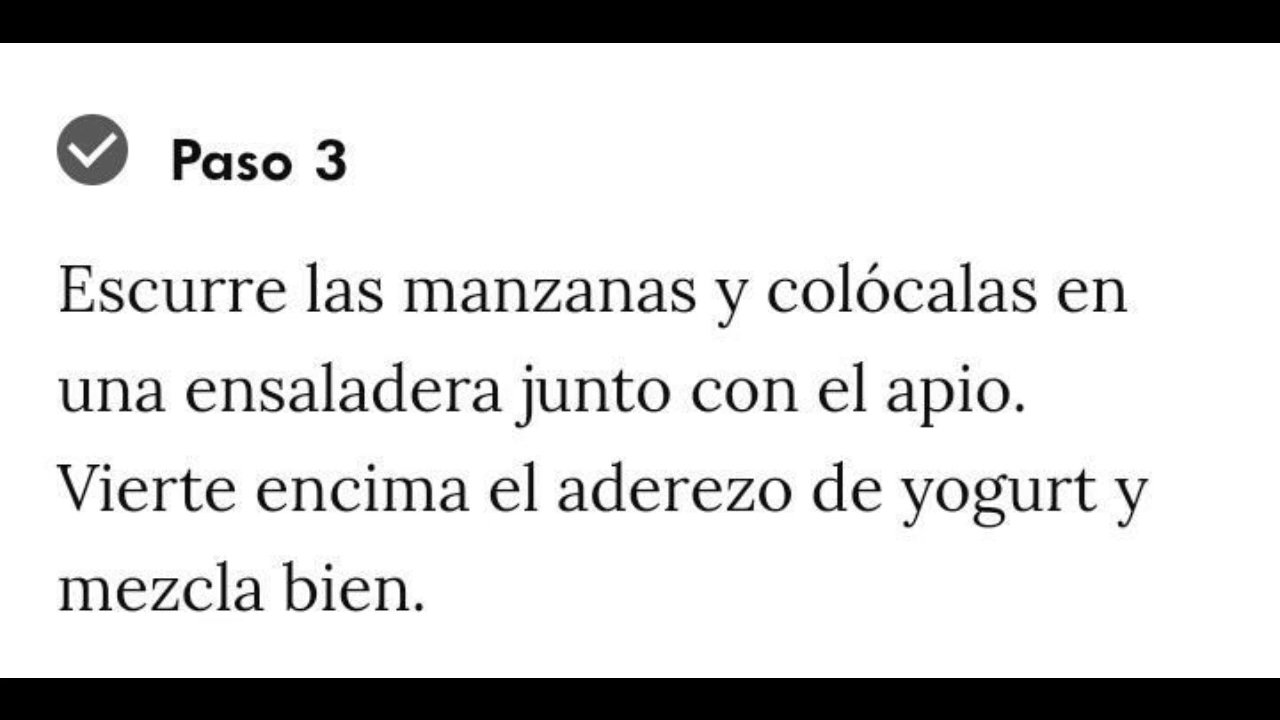 Paso 3
Escurre las manzanas y colócalas en
una ensaladera junto con el apio.
Vierte encima el aderezo de yogurt y
mezcla bien.